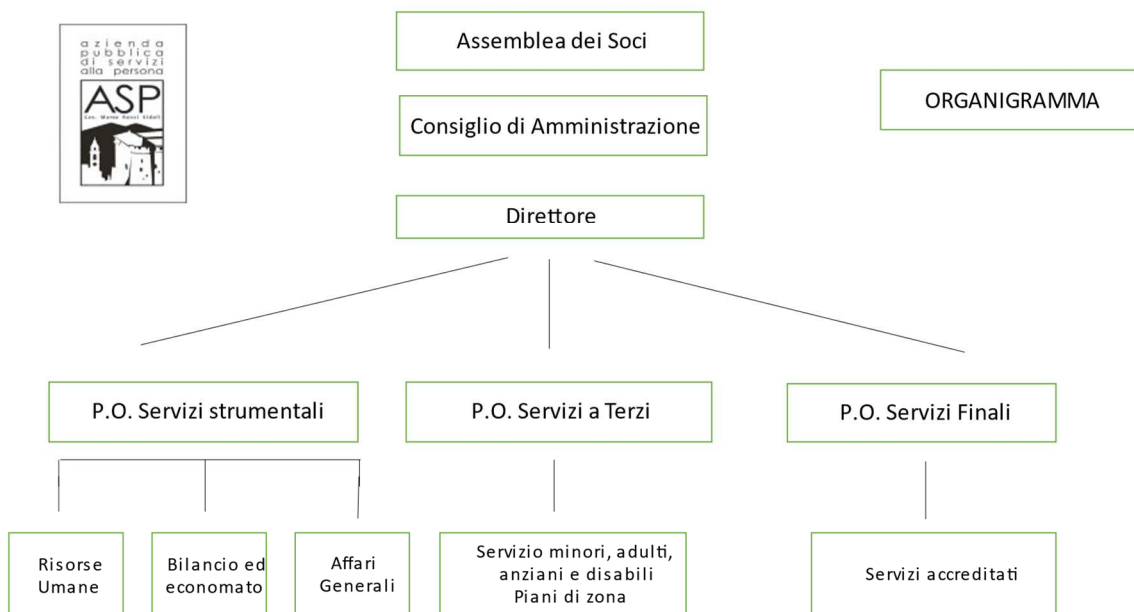 azienda
pubblica
di servizi
alla persona
ASP
Assemblea dei Soci
ORGANIGRAMMA
Consiglio di Amministrazione
Direttore
P.O. Servizi strumentali
P.O. Servizi a Terzi
P.O. Servizi Finali
Risorse
Umane
Bilancio ed
economato
Affari
Generali
Servizio minori, adulti,
anziani e disabili
Piani di zona
Servizi accreditati